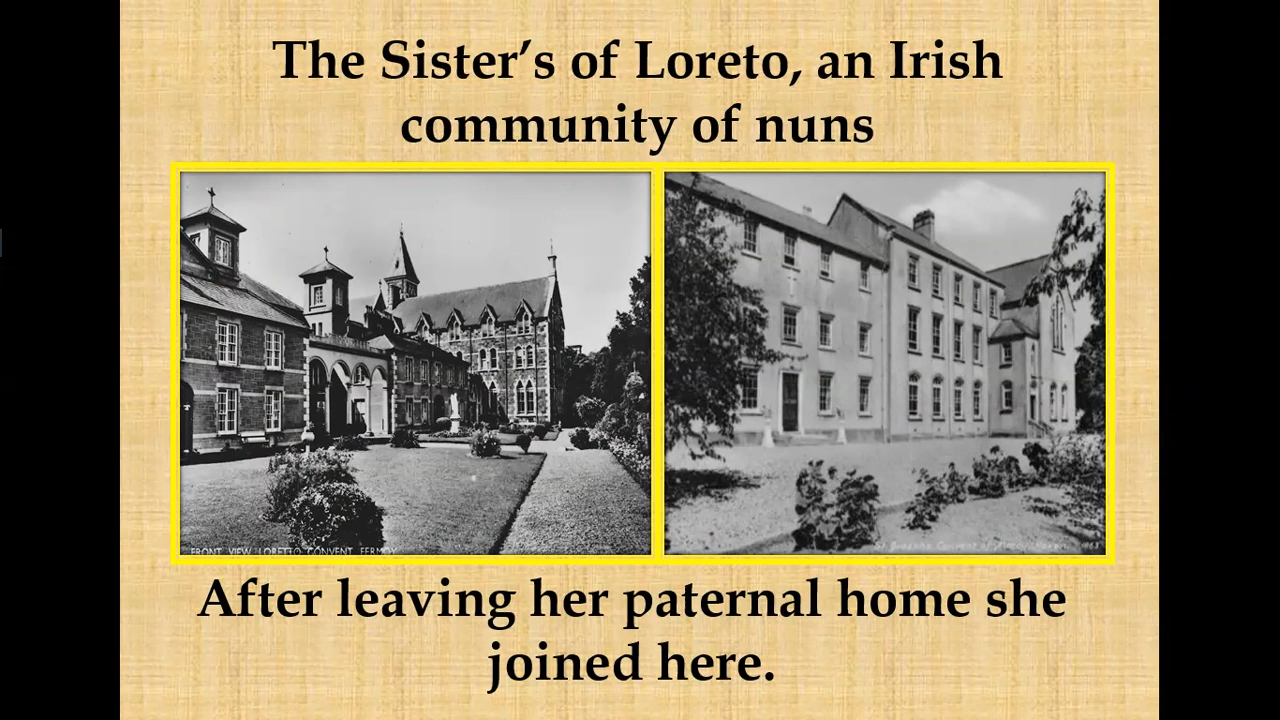 The Sister’s of Loreto, an Irish
community of nuns
FRONT VIEW LORETTO CONVENT FERMOY
After leaving her paternal home she
joined here.